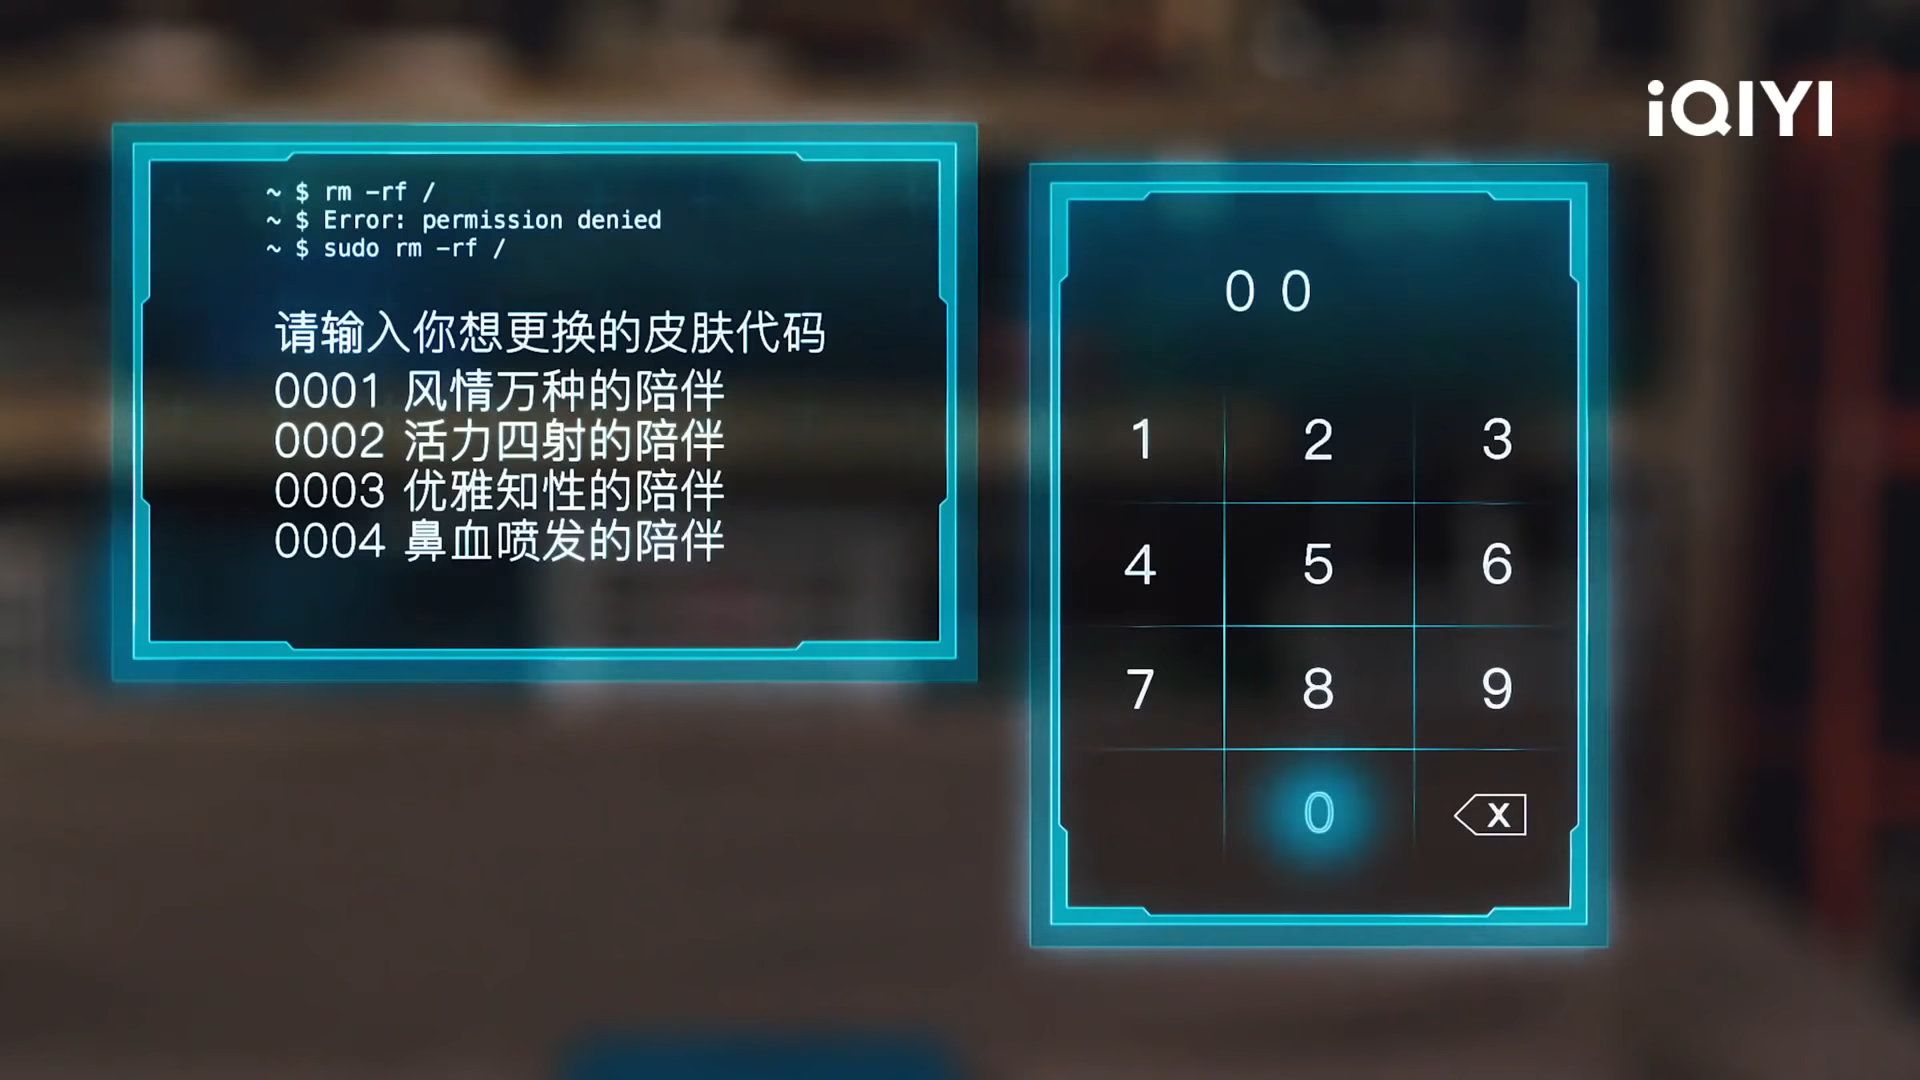 iQIYI
~ $ rm -rf /
~ $ Error: permission denied
~ $ sudo rm -rf /
请输入你想更换的皮肤代码
0001 风情万种的陪伴
0002 活力四射的陪伴
0003 优雅知性的陪伴
0004 鼻血喷发的陪伴
0 0
1 2 3
4 5 6
7 8 9
0 X